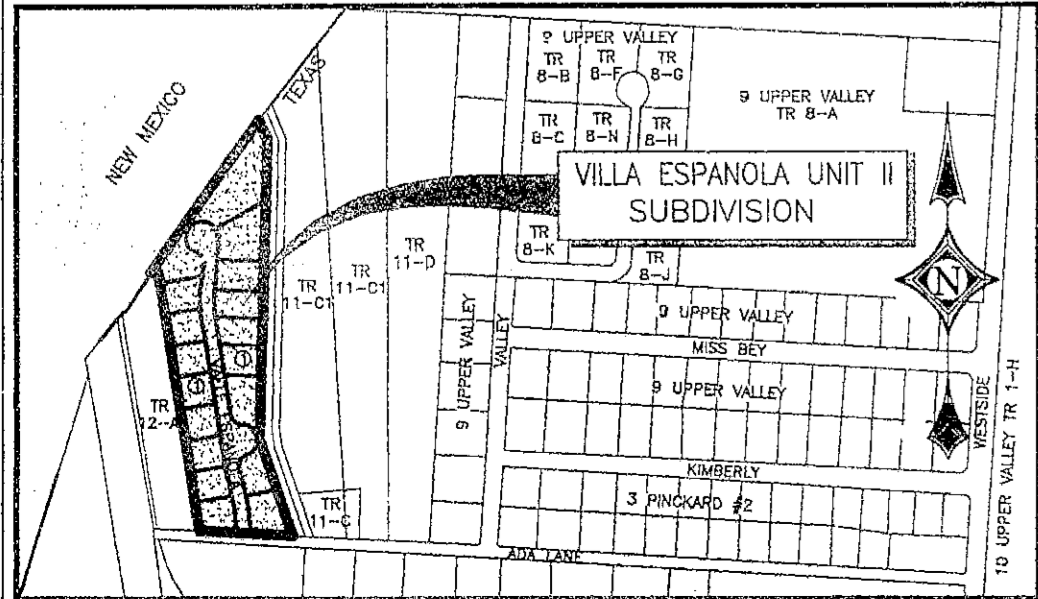 NEW MEXICO
TEXAS
9 UPPER VALLEY
TR 8-B
TR 8-F
TR 8-G
TR 8-C
TR 8-N
TR 8-H
9 UPPER VALLEY
TR 8-A
VILLA ESPANOLA UNIT II
SUBDIVISION
TR 8-K
TR 8-J
TR 11-C1
TR 11-C1
TR 11-D
9 UPPER VALLEY
VALLEY
9 UPPER VALLEY
MISS BEY
9 UPPER VALLEY
N
WESTSIDE
10 UPPER VALLEY TR 1-H
TR 12-A
1
KIMBERLY
3 PINCKARD #2
TR 11-C
ADA LANE